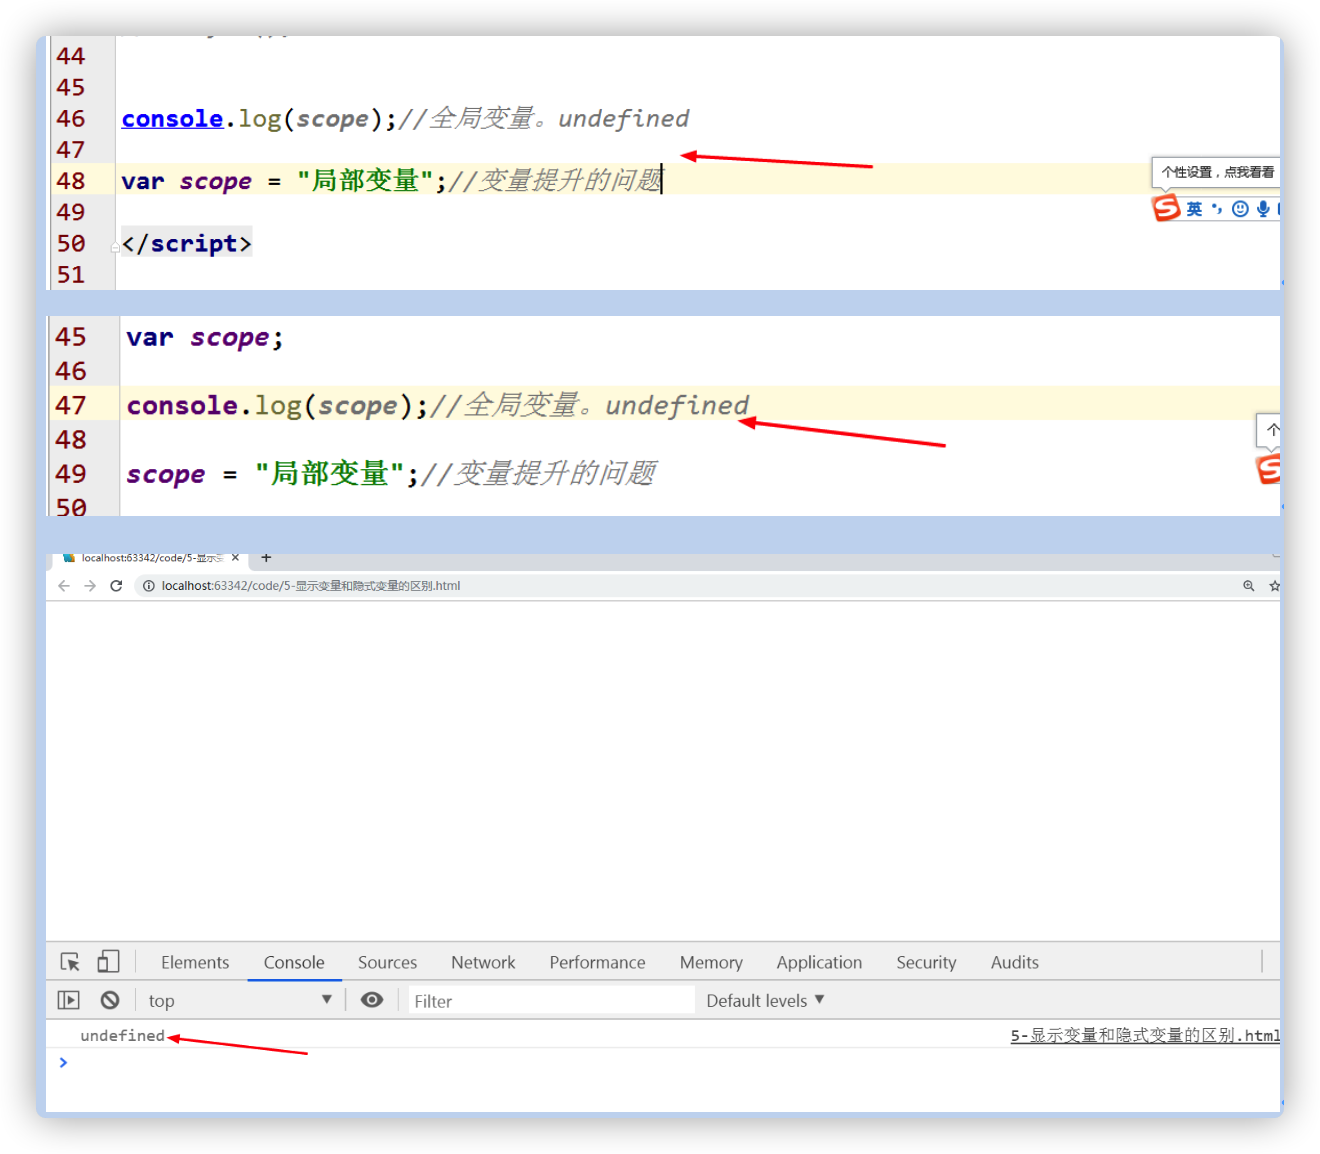 44
45
46 console.log(scope);//全局变量。undefined
47
48 var scope = "局部变量";//变量提升的问题
个性设置，点我看看
英
49
50 </script>
51
45 var scope;
46
47 console.log(scope);//全局变量。undefined
个
48
49 scope = "局部变量";//变量提升的问题
50
localhost:63342/code/5-显示
localhost:63342/code/5-显示变量和隐式变量的区别.html
Elements Console Sources Network Performance Memory Application Security Audits
top Filter Default levels
undefined 5-显示变量和隐式变量的区别.html